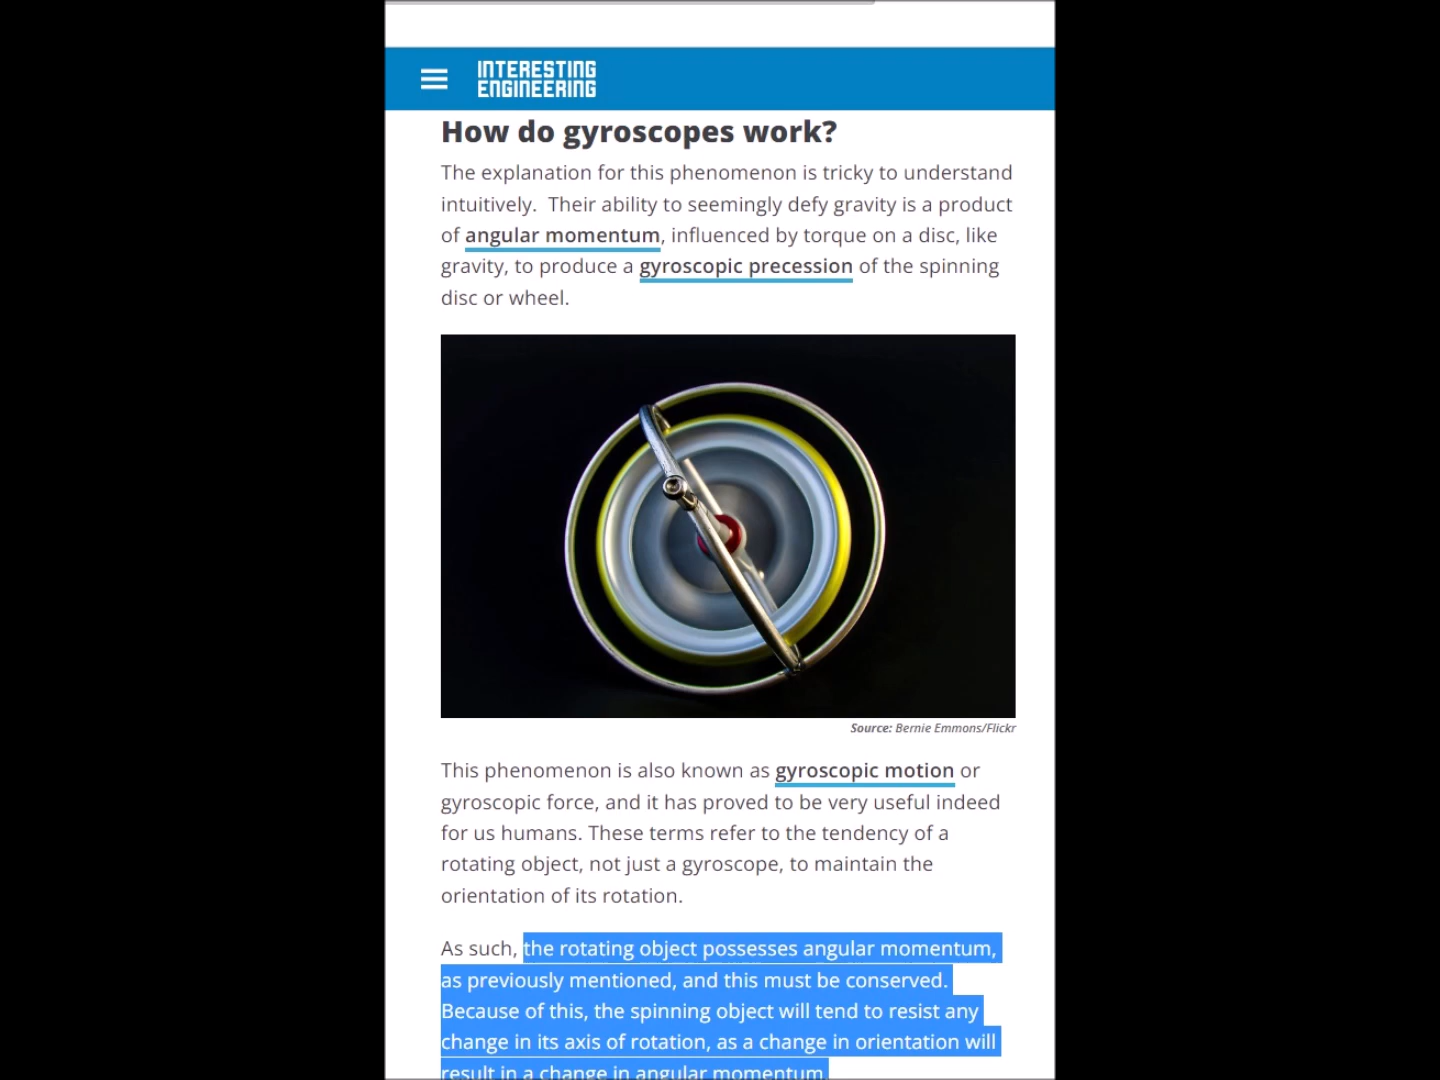 INTERESTING
ENGINEERING
How do gyroscopes work?
The explanation for this phenomenon is tricky to understand
intuitively.  Their ability to seemingly defy gravity is a product
of angular momentum, influenced by torque on a disc, like
gravity, to produce a gyroscopic precession of the spinning
disc or wheel.
Source: Bernie Emmons/Flickr
This phenomenon is also known as gyroscopic motion or
gyroscopic force, and it has proved to be very useful indeed
for us humans. These terms refer to the tendency of a
rotating object, not just a gyroscope, to maintain the
orientation of its rotation.
As such, the rotating object possesses angular momentum,
as previously mentioned, and this must be conserved.
Because of this, the spinning object will tend to resist any
change in its axis of rotation, as a change in orientation will
result in a change in angular momentum.